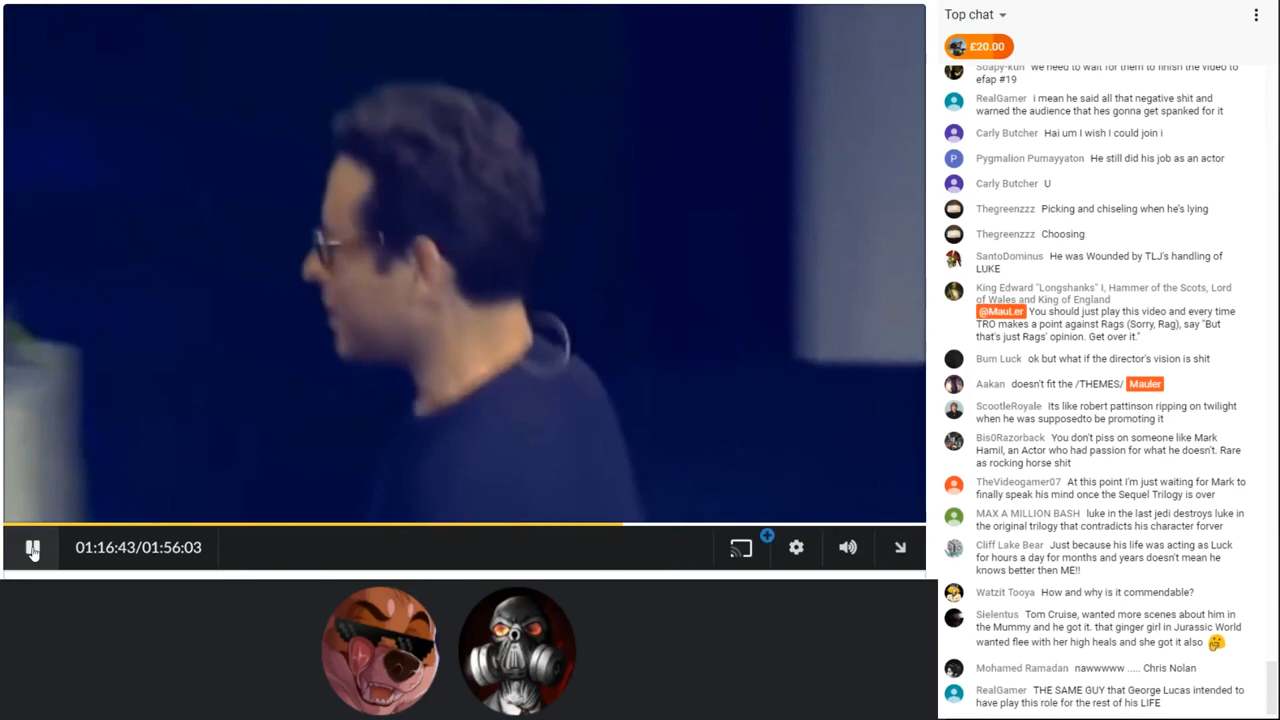 Top chat
£20.00
Soapy-kun we need to wait for them to finish the video to
efap #19
RealGamer i mean he said all that negative shit and
warned the audience that hes gonna get spanked for it
Carly Butcher Hai um I wish I could join i
P
Pygmalion Pumayyaton He still did his job as an actor
Carly Butcher U
Thegreenzzz Picking and chiseling when he's lying
Thegreenzzz Choosing
SantoDominus He was Wounded by TLJ's handling of
LUKE
King Edward "Longshanks" I, Hammer of the Scots, Lord
of Wales and King of England
@MauLer You should just play this video and every time
TRO makes a point against Rags (Sorry, Rag), say "But
that's just Rags' opinion. Get over it."
Bum Luck ok but what if the director's vision is shit
Aakan doesn't fit the /THEMES/ Mauler
ScootleRoyale Its like robert pattinson ripping on twilight
when he was supposedto be promoting it
Bis0Razorback You don't piss on someone like Mark
Hamil, an Actor who had passion for what he doesn't. Rare
as rocking horse shit
TheVideogamer07 At this point I'm just waiting for Mark to
finally speak his mind once the Sequel Trilogy is over
MAX A MILLION BASH luke in the last jedi destroys luke in
the original trilogy that contradicts his character forver
Cliff Lake Bear Just because his life was acting as Luck
for hours a day for months and years doesn't mean he
knows better then ME!!
Watzit Tooya How and why is it commendable?
Sielentus Tom Cruise, wanted more scenes about him in
the Mummy and he got it. that ginger girl in Jurassic World
wanted flee with her high heals and she got it also
Mohamed Ramadan nawwwww ..... Chris Nolan
RealGamer THE SAME GUY that George Lucas intended to
have play this role for the rest of his LIFE
01:16:43/01:56:03